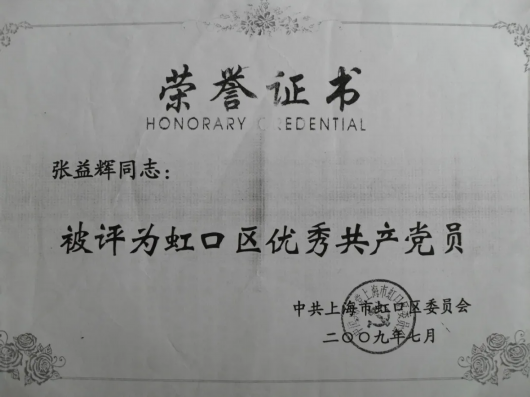 荣誉证书
HONORARY CREDENTIAL
张益辉同志：
被评为虹口区优秀共产党员
中共上海市虹口区委员会
二〇〇九年七月